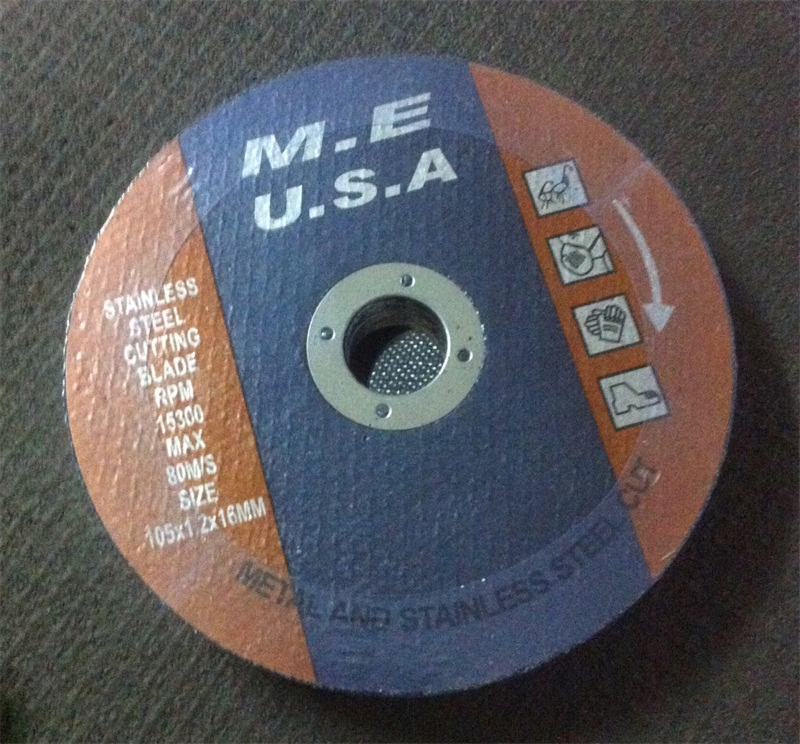 M.E
U.S.A
STAINLESS
STEEL
CUTTING
BLADE
RPM
15300
MAX
80M/S
SIZE
105x1.2x16MM
METAL AND STAINLESS STEEL CUT